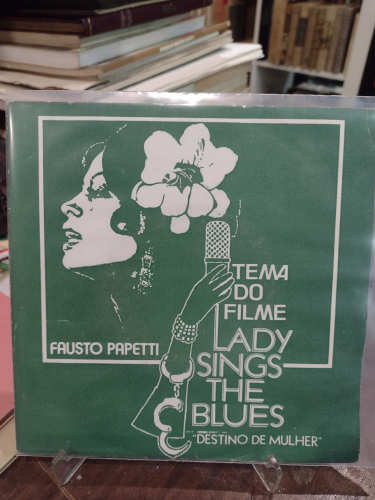 TEMA
DO
FILME
LADY
SINGS
THE
BLUES
"DESTINO DE MULHER"
FAUSTO PAPETTI